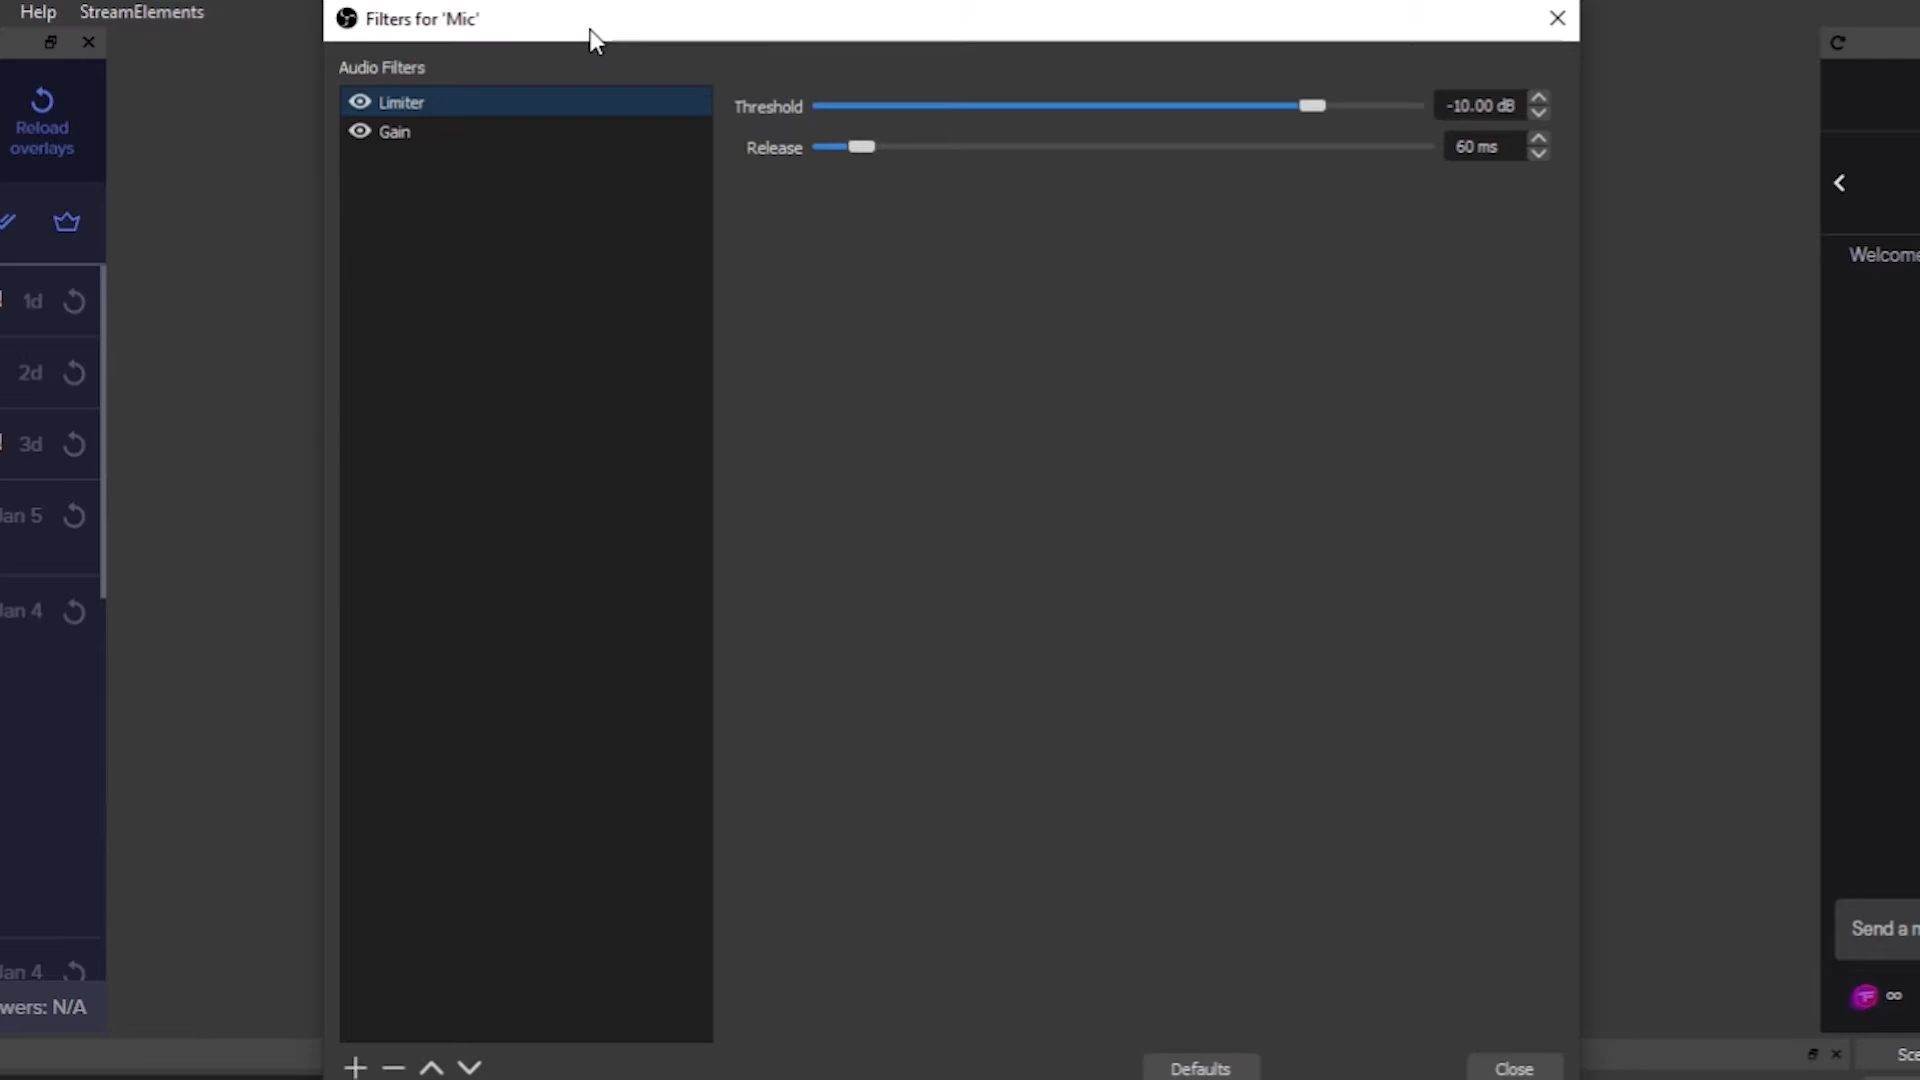 Help StreamElements
Filters for 'Mic'
Reload
overlays
Audio Filters
Limiter
Gain
Threshold -10.00 dB
Release 60 ms
1d
2d
3d
Jan 5
Jan 4
Jan 4
N/A
Welcome
Send a
Defaults
Close